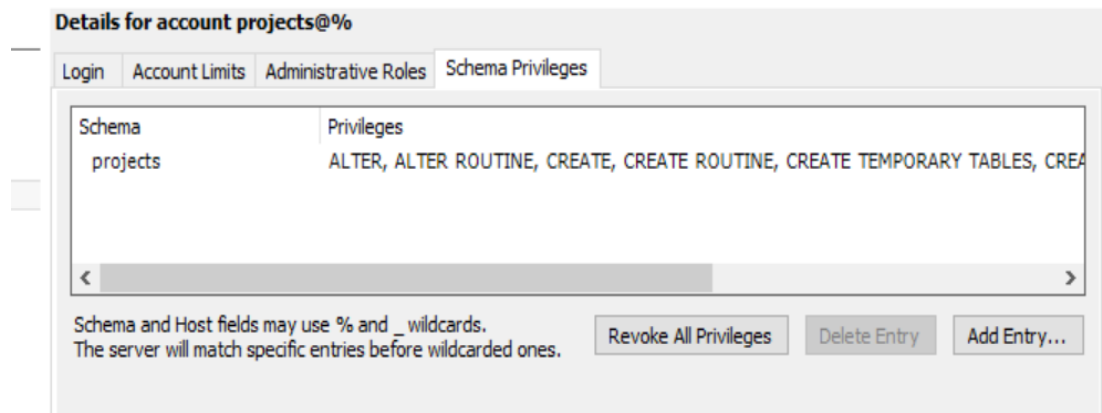 Details for account projects@%
Login Account Limits Administrative Roles Schema Privileges
Schema Privileges
projects ALTER, ALTER ROUTINE, CREATE, CREATE ROUTINE, CREATE TEMPORARY TABLES, CREA
Schema and Host fields may use % and _ wildcards.
The server will match specific entries before wildcarded ones.
Revoke All Privileges Delete Entry Add Entry...